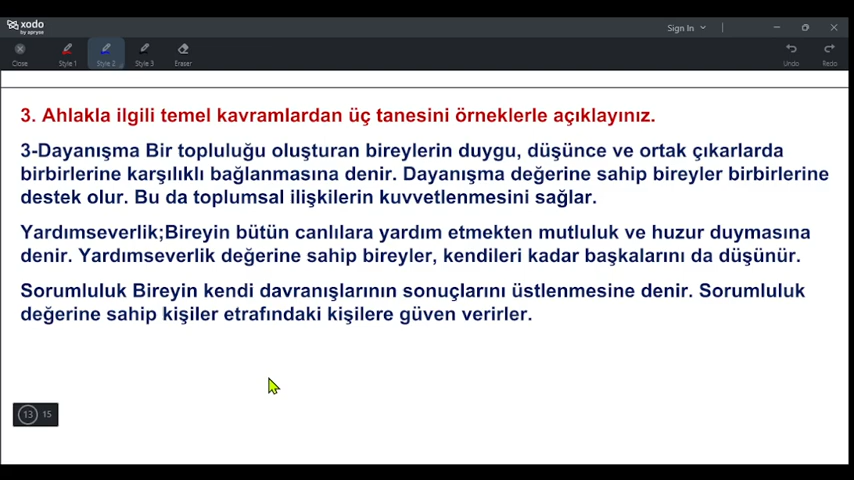 xodo
by apryse
Sign In
Close
Style 1
Style 2
Style 3
Eraser
Undo
Redo
3. Ahlakla ilgili temel kavramlardan üç tanesini örneklerle açıklayınız.
3-Dayanışma Bir topluluğu oluşturan bireylerin duygu, düşünce ve ortak çıkarlarda
birbirlerine karşılıklı bağlanmasına denir. Dayanışma değerine sahip bireyler birbirlerine
destek olur. Bu da toplumsal ilişkilerin kuvvetlenmesini sağlar.
Yardımseverlik;Bireyin bütün canlılara yardım etmekten mutluluk ve huzur duymasına
denir. Yardımseverlik değerine sahip bireyler, kendileri kadar başkalarını da düşünür.
Sorumluluk Bireyin kendi davranışlarının sonuçlarını üstlenmesine denir. Sorumluluk
değerine sahip kişiler etrafındaki kişilere güven verirler.
13 15